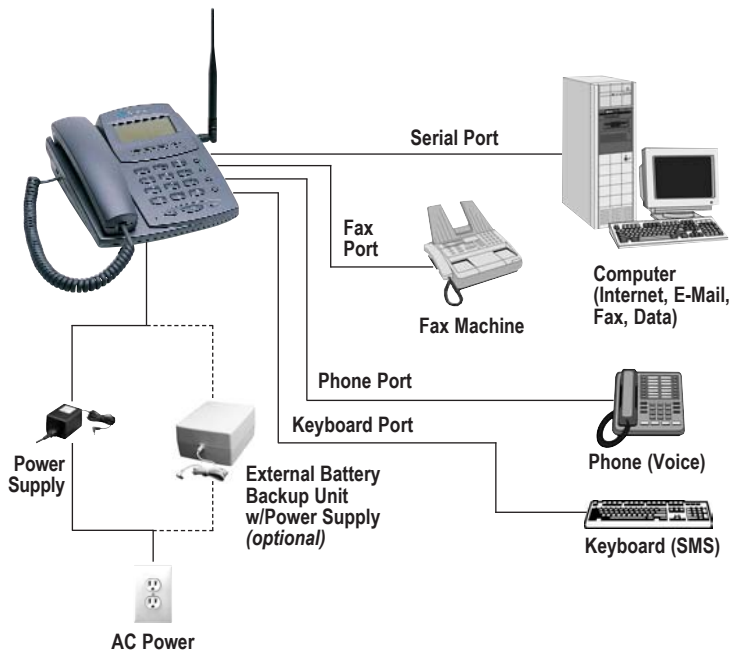 Serial Port
Fax
Port
Fax Machine
Computer
(Internet, E-Mail,
Fax, Data)
Phone Port
Keyboard Port
Phone (Voice)
Keyboard (SMS)
Power
Supply
External Battery
Backup Unit
w/Power Supply
(optional)
AC Power